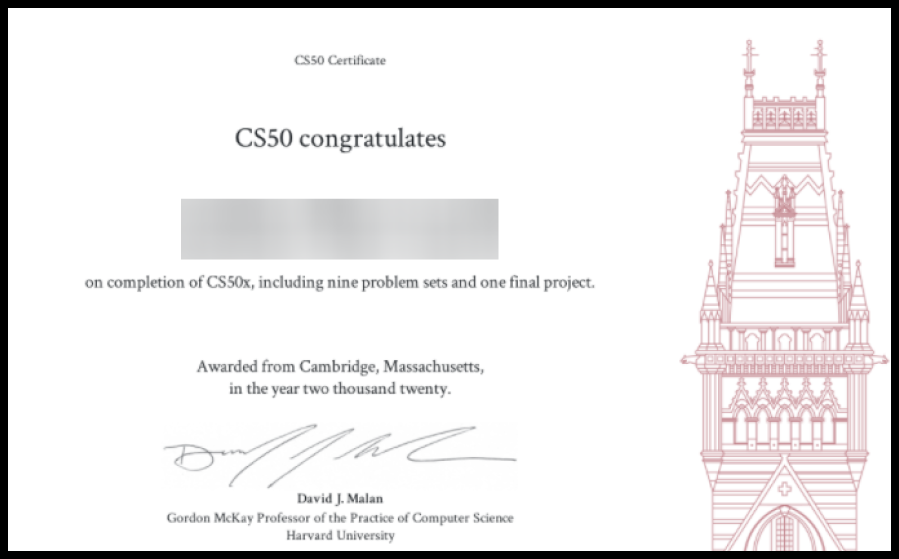 CS50 Certificate
CS50 congratulates
on completion of CS50x, including nine problem sets and one final project.
Awarded from Cambridge, Massachusetts,
in the year two thousand twenty.
David J. Malan
Gordon McKay Professor of the Practice of Computer Science
Harvard University